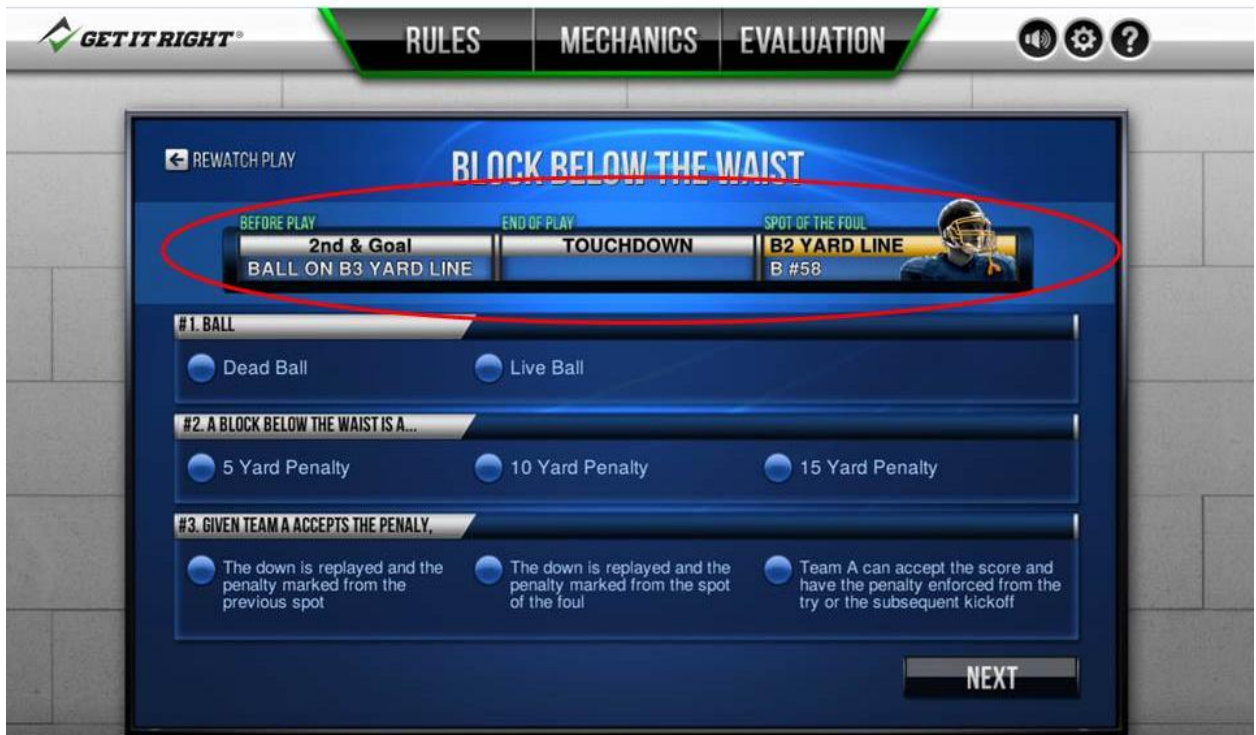 GET IT RIGHT®
RULES
MECHANICS
EVALUATION
?
REWATCH PLAY
BLOCK BELOW THE WAIST
BEFORE PLAY
END OF PLAY
SPOT OF THE FOUL
2nd & Goal
TOUCHDOWN
B2 YARD LINE
BALL ON B3 YARD LINE
B #58
#1. BALL
Dead Ball
Live Ball
#2. A BLOCK BELOW THE WAIST IS A...
5 Yard Penalty
10 Yard Penalty
15 Yard Penalty
#3. GIVEN TEAM A ACCEPTS THE PENALY,
The down is replayed and the
penalty marked from the
previous spot
The down is replayed and the
penalty marked from the spot
of the foul
Team A can accept the score and
have the penalty enforced from the
try or the subsequent kickoff
NEXT